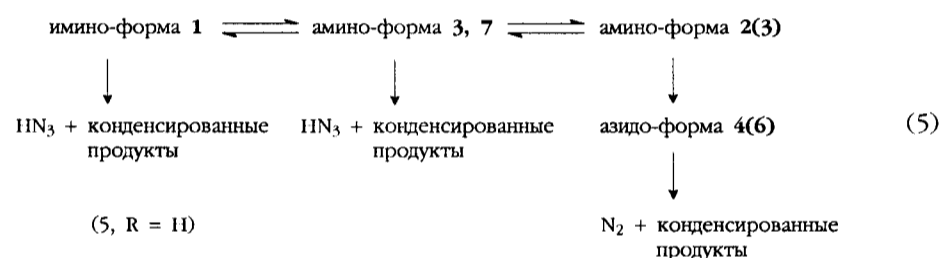 имино-форма 1 ⇌ амино-форма 3, 7 ⇌ амино-форма 2(3)
HN₃ + конденсированные продукты HN₃ + конденсированные продукты азидо-форма 4(6) (5)
(5, R = H)
N₂ + конденсированные продукты